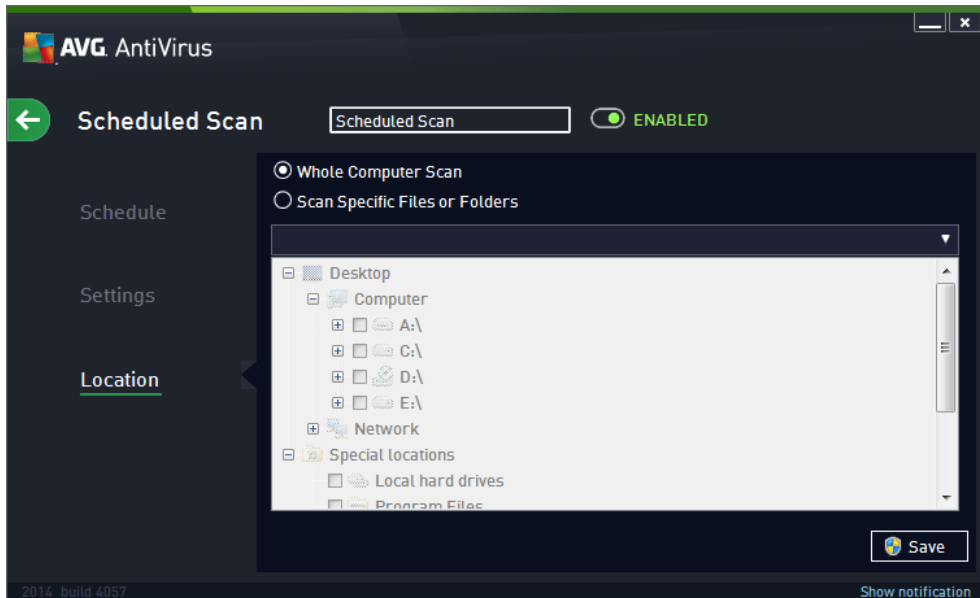 AVG. AntiVirus
Scheduled Scan
Scheduled Scan
ENABLED
Schedule
Settings
Location
Whole Computer Scan
Scan Specific Files or Folders
Desktop
Computer
A:\
C:\
D:\
E:\
Network
Special locations
Local hard drives
Program Files
Save
2014 build 4057
Show notification